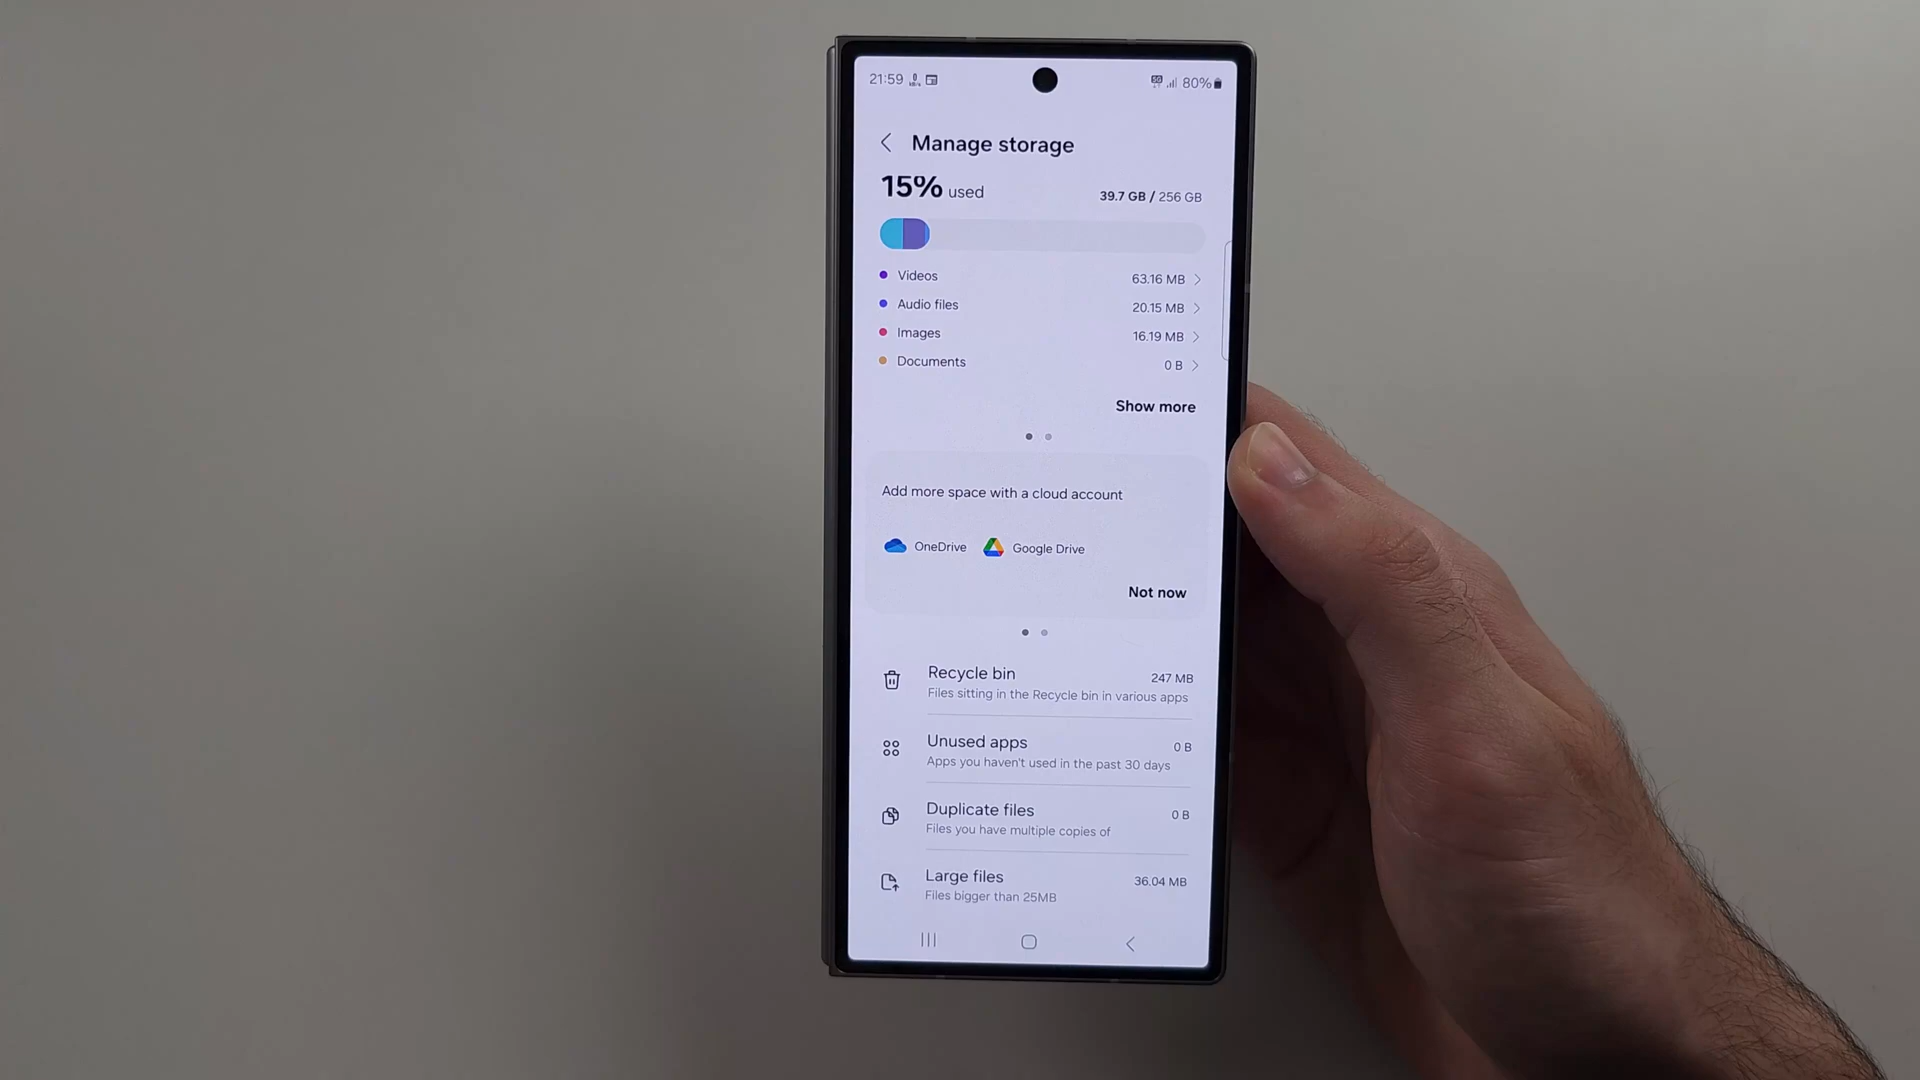 21:59
5G 80%
Manage storage
15% used
39.7 GB / 256 GB
Videos 63.16 MB
Audio files 20.15 MB
Images 16.19 MB
Documents 0 B
Show more
Add more space with a cloud account
OneDrive Google Drive
Not now
Recycle bin 247 MB
Files sitting in the Recycle bin in various apps
Unused apps 0 B
Apps you haven't used in the past 30 days
Duplicate files 0 B
Files you have multiple copies of
Large files 36.04 MB
Files bigger than 25MB